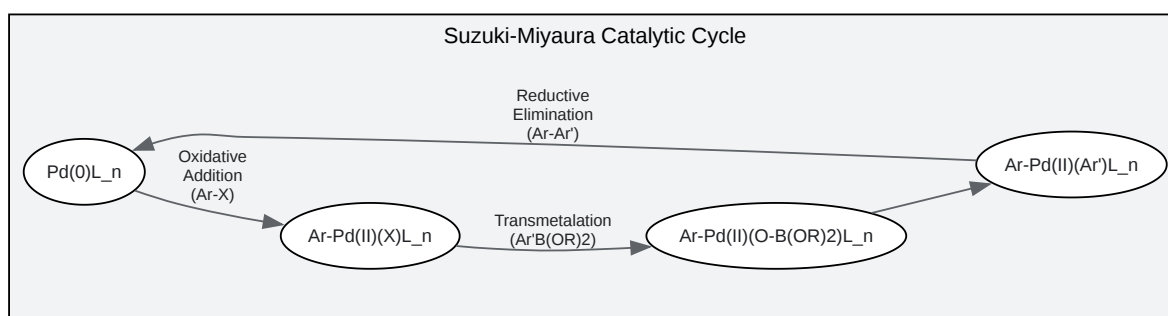 Suzuki-Miyaura Catalytic Cycle
Reductive
Elimination
(Ar-Ar')
Pd(0)L_n
Oxidative
Addition
(Ar-X)
Ar-Pd(II)(X)L_n
Transmetalation
(Ar'B(OR)2)
Ar-Pd(II)(O-B(OR)2)L_n
Ar-Pd(II)(Ar')L_n